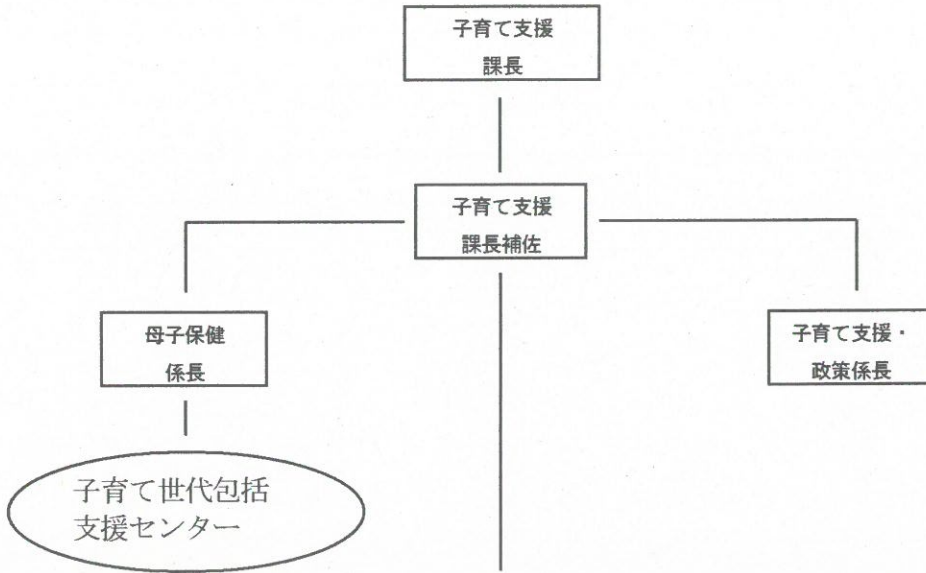 子育て支援
課長
子育て支援
課長補佐
母子保健
係長
子育て支援・
政策係長
子育て世代包括
支援センター